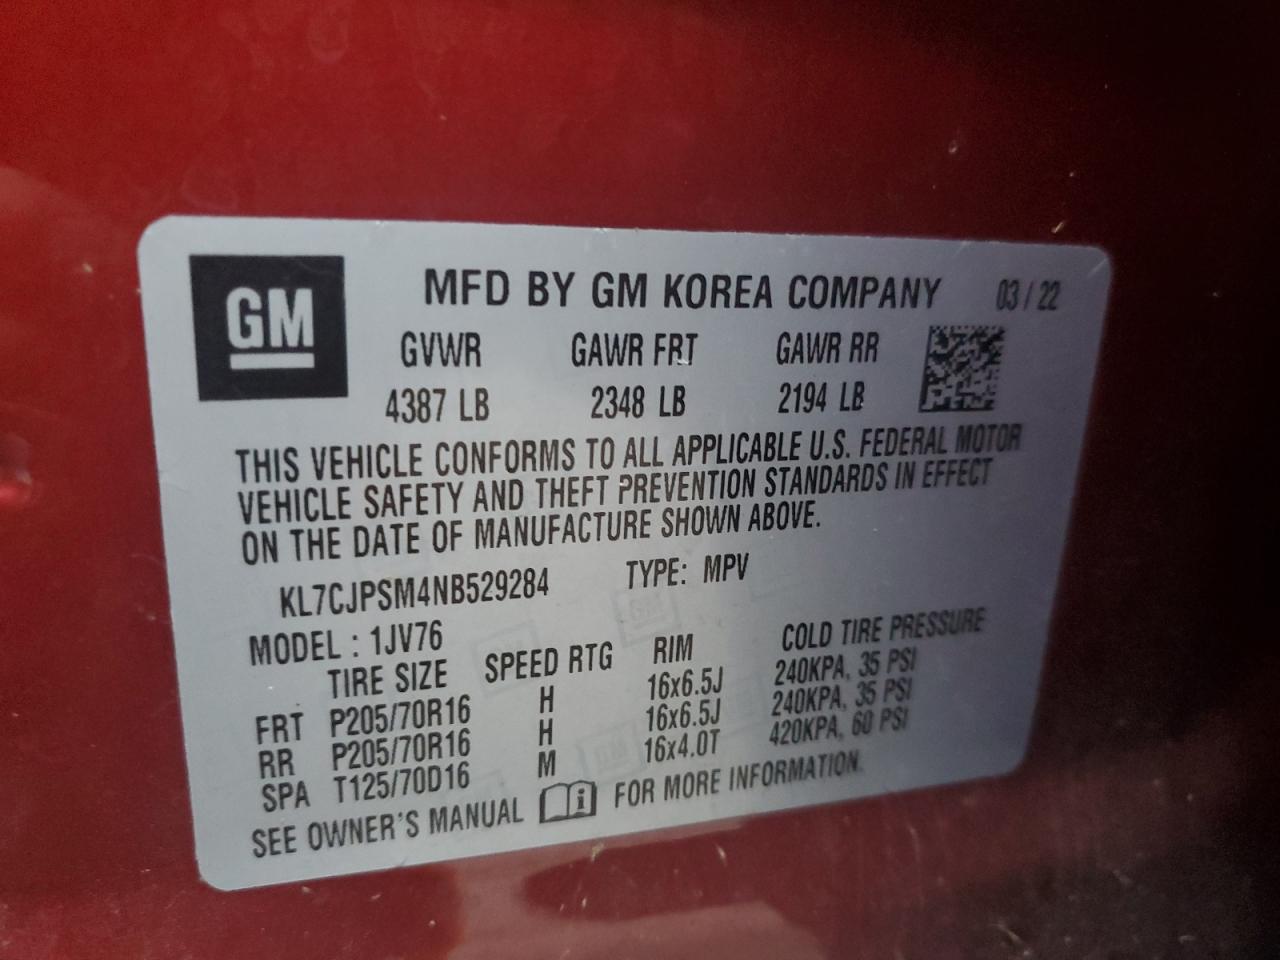 GM
MFD BY GM KOREA COMPANY 03/22
GVWR GAWR FRT GAWR RR
4387 LB 2348 LB 2194 LB
THIS VEHICLE CONFORMS TO ALL APPLICABLE U.S. FEDERAL MOTOR
VEHICLE SAFETY AND THEFT PREVENTION STANDARDS IN EFFECT
ON THE DATE OF MANUFACTURE SHOWN ABOVE.
KL7CJPSM4NB529284 TYPE: MPV
MODEL : 1JV76
TIRE SIZE SPEED RTG RIM COLD TIRE PRESSURE
FRT P205/70R16 H 16x6.5J 240KPA, 35 PSI
RR P205/70R16 H 16x6.5J 240KPA, 35 PSI
SPA T125/70D16 M 16x4.0T 420KPA, 60 PSI
SEE OWNER'S MANUAL i FOR MORE INFORMATION.